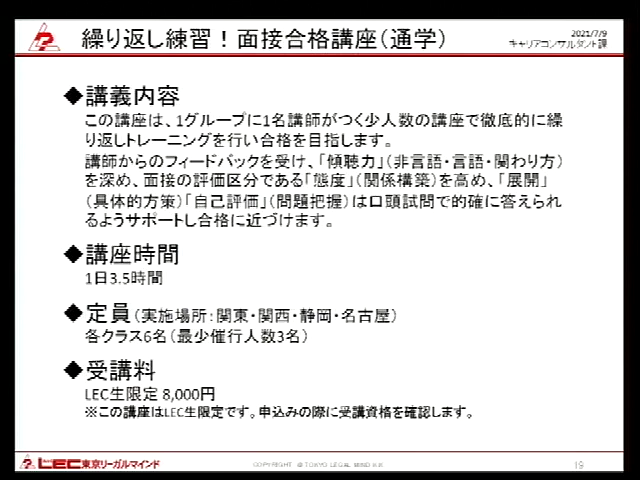 繰り返し練習！面接合格講座(通学)
2021/7/9
キャリアコンサルタント課
◆講義内容
この講座は、1グループに1名講師がつく少人数の講座で徹底的に繰
り返しトレーニングを行い合格を目指します。
講師からのフィードバックを受け、「傾聴力」(非言語・言語・関わり方)
を深め、面接の評価区分である「態度」(関係構築)を高め、「展開」
(具体的方策)「自己評価」(問題把握)は口頭試問で的確に答えられ
るようサポートし合格に近づけます。
◆講座時間
1日3.5時間
◆定員(実施場所：関東・関西・静岡・名古屋)
各クラス6名(最少催行人数3名)
◆受講料
LEC生限定 8,000円
※この講座はLEC生限定です。申込みの際に受講資格を確認します。
LEC東京リーガルマインド
COPYRIGHT @ TOKYO LEGAL MIND K.K
19